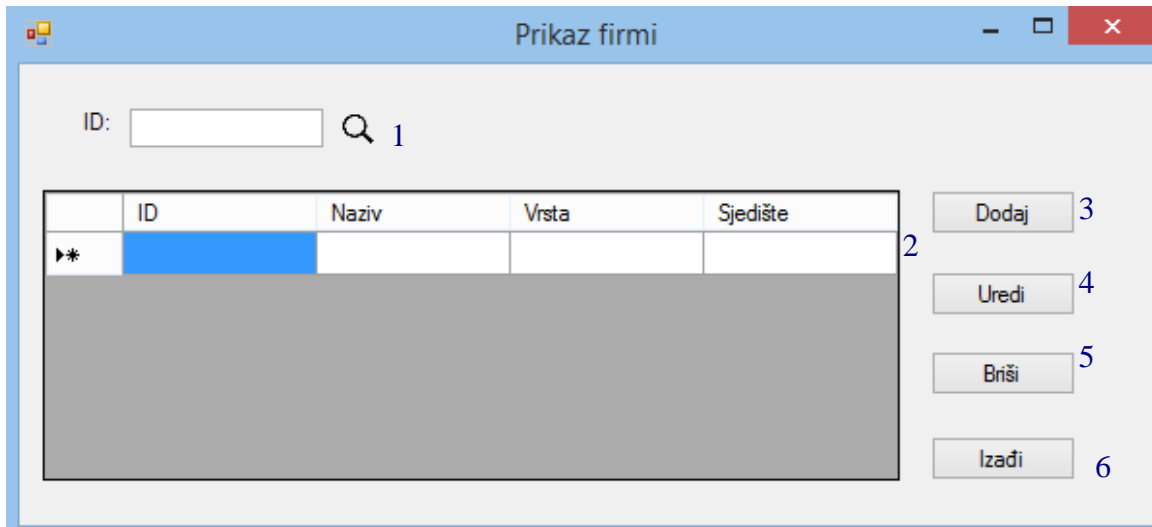 Prikaz firmi
ID:
1
ID Naziv Vrsta Sjedište
2
Dodaj 3
Uredi 4
Briši 5
Izađi 6